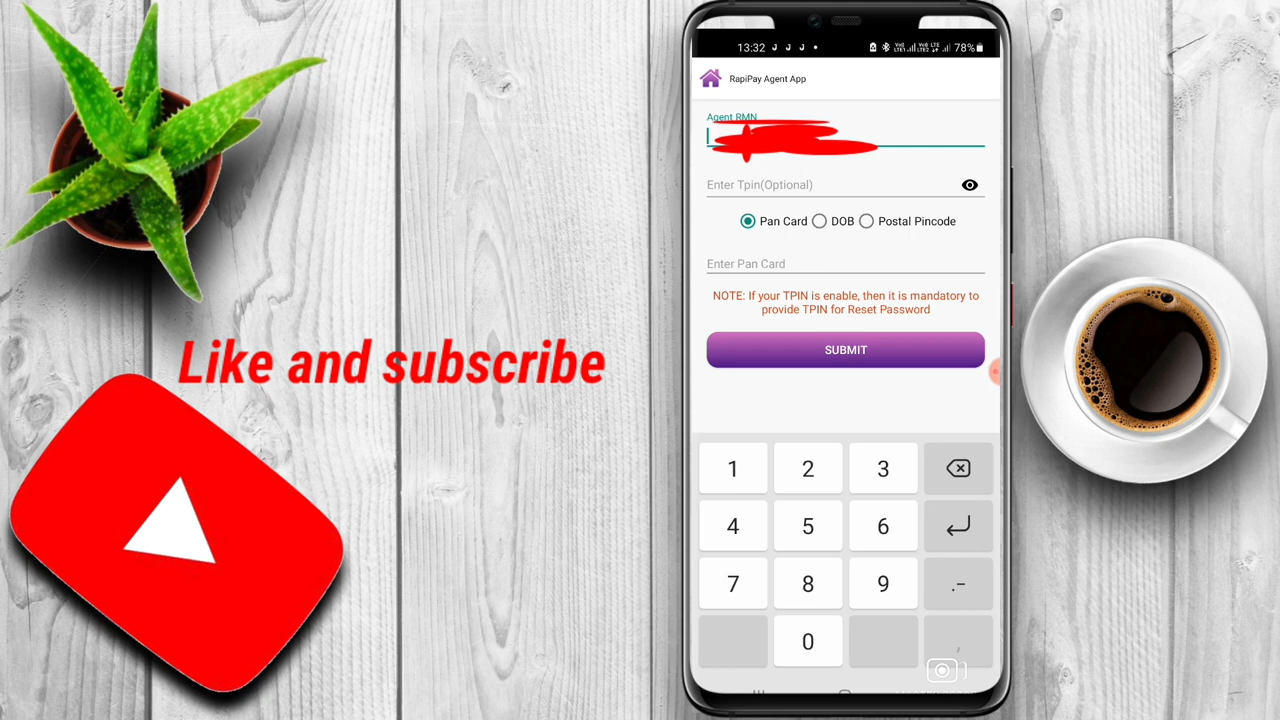 13:32
78%
RapiPay Agent App
Agent RMN
Enter Tpin(Optional)
Pan Card DOB Postal Pincode
Enter Pan Card
NOTE: If your TPIN is enable, then it is mandatory to
provide TPIN for Reset Password
SUBMIT
Like and subscribe
1 2 3
4 5 6
7 8 9 .-
0 ,